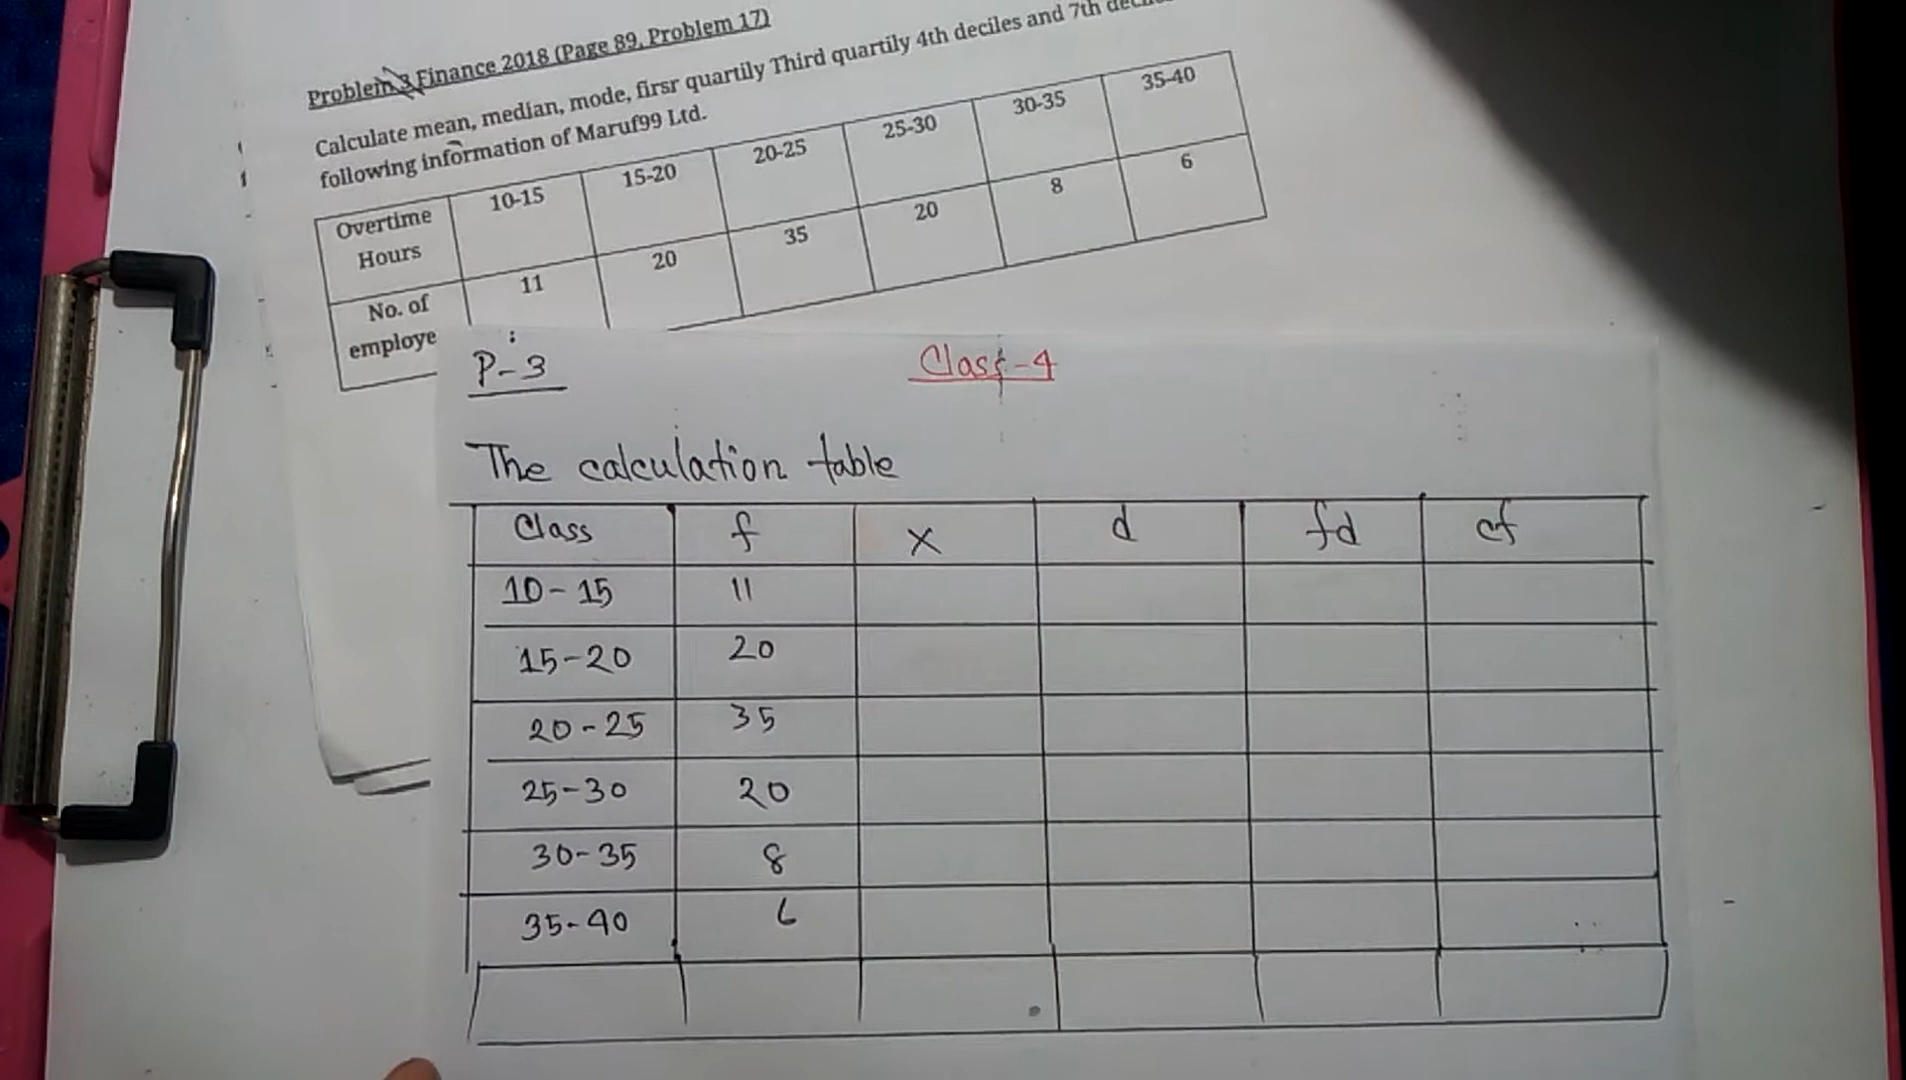 Problem 3 Finance 2018 (Page 89, Problem 17)
Calculate mean, median, mode, firsr quartily Third quartily 4th deciles and 7th
following information of Maruf99 Ltd.
Overtime Hours 10-15 15-20 20-25 25-30 30-35 35-40
No. of employe 11 20 35 20 8 6
P-3
Class-4
The calculation table
Class f x d fd cf
10-15 11
15-20 20
20-25 35
25-30 20
30-35 8
35-40 6